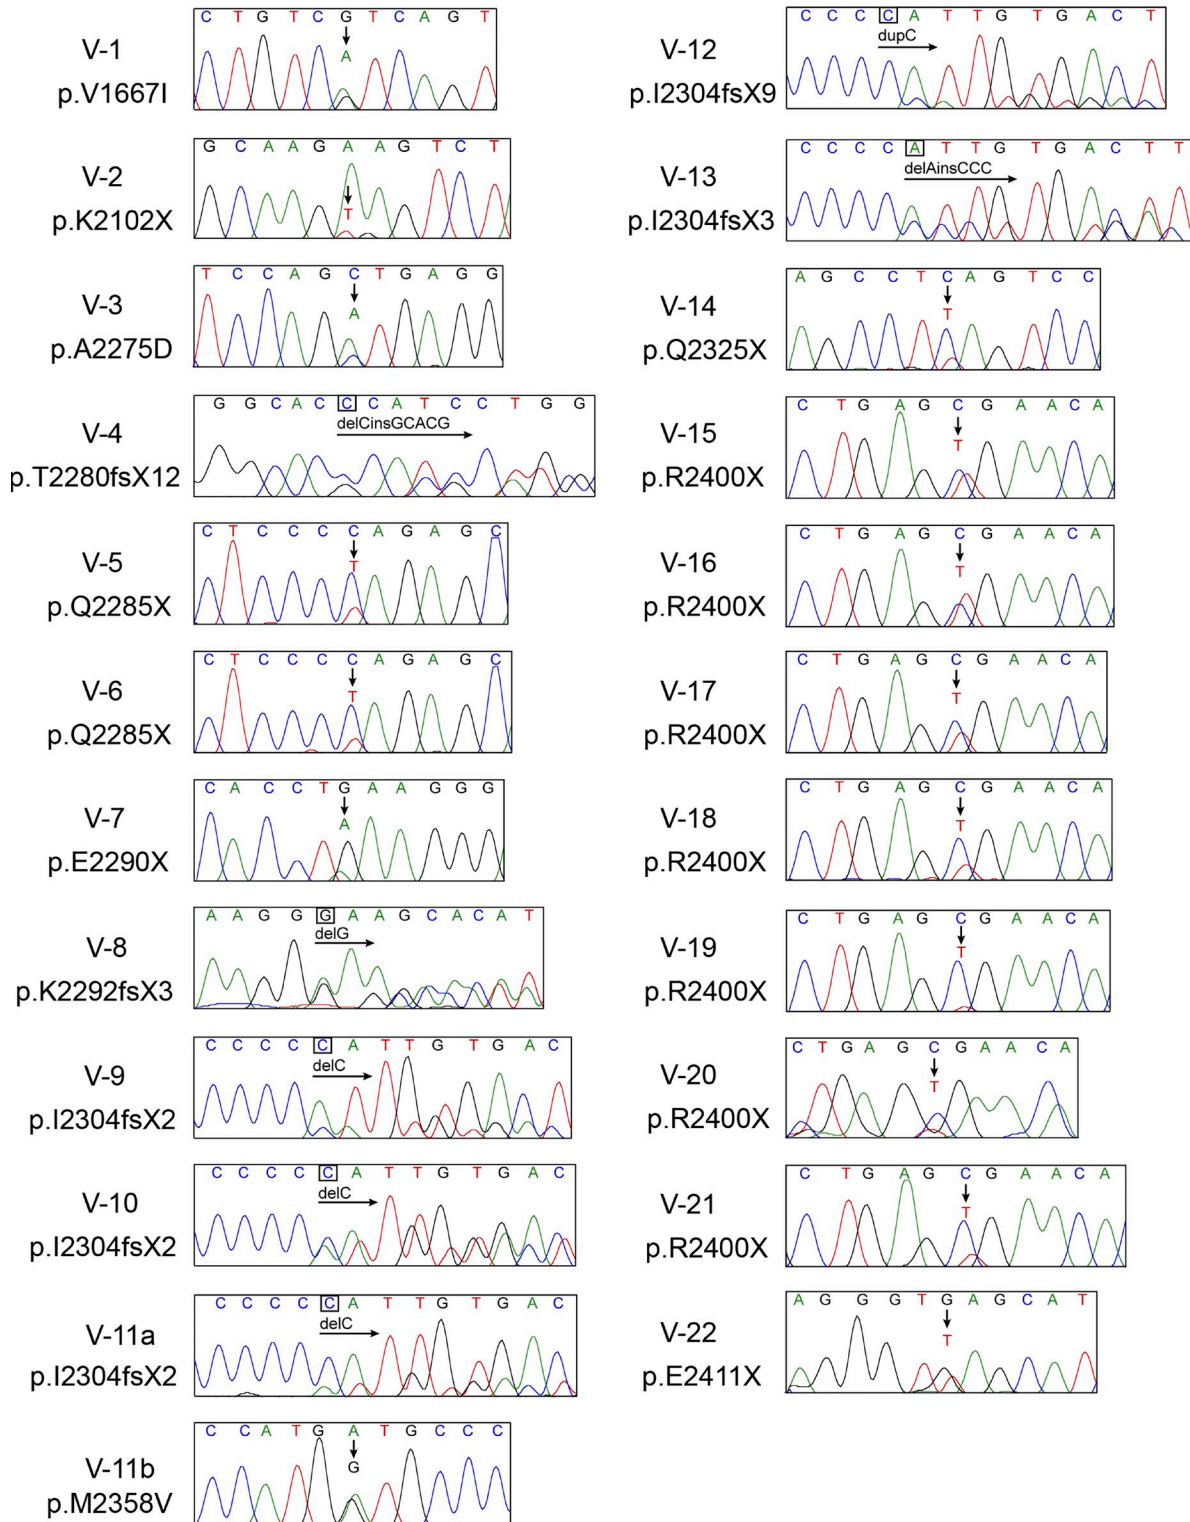 C T G T C G T C A G T
V-1
A
p.V1667I
G C A A G A A G T C T
V-2
T
p.K2102X
T C C A G C T G A G G
V-3
A
p.A2275D
G G C A C C C A T C C T G G
delCinsGCACG
V-4
p.T2280fsX12
C T C C C C A G A G C
V-5
T
p.Q2285X
C T C C C C A G A G C
V-6
T
p.Q2285X
C A C C T G A A G G G
V-7
A
p.E2290X
A A G G G A A G C A C A T
delG
V-8
p.K2292fsX3
C C C C C A T T G T G A C
delC
V-9
p.I2304fsX2
C C C C C A T T G T G A C
delC
V-10
p.I2304fsX2
C C C C C A T T G T G A C
delC
V-11a
p.I2304fsX2
C C A T G A T G C C C
G
V-11b
p.M2358V
C C C C A T T G T G A C T
dupC
V-12
p.I2304fsX9
C C C C A T T G T G A C T T
delAinsCCC
V-13
p.I2304fsX3
A G C C T C A G T C C
V-14
T
p.Q2325X
C T G A G C G A A C A
V-15
T
p.R2400X
C T G A G C G A A C A
V-16
T
p.R2400X
C T G A G C G A A C A
V-17
T
p.R2400X
C T G A G C G A A C A
V-18
T
p.R2400X
C T G A G C G A A C A
V-19
T
p.R2400X
C T G A G C G A A C A
V-20
T
p.R2400X
C T G A G C G A A C A
V-21
T
p.R2400X
A G G G T G A G C A T
V-22
T
p.E2411X